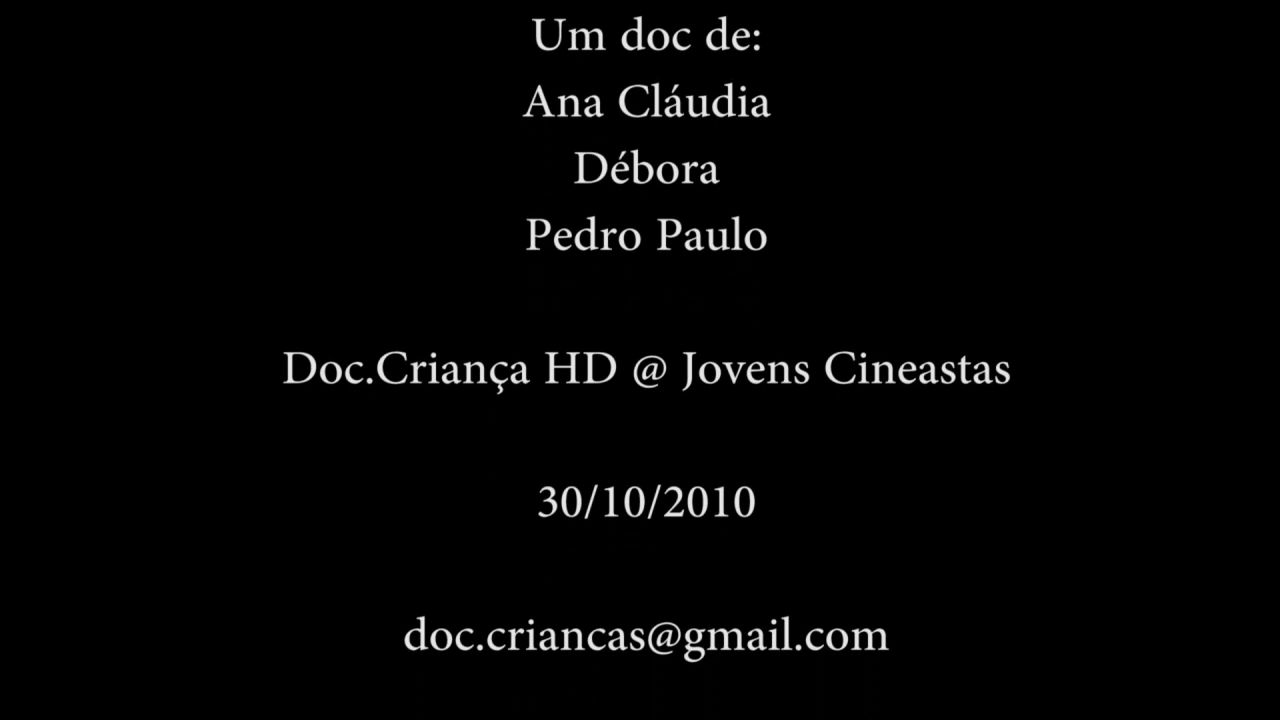 Um doc de:
Ana Cláudia
Débora
Pedro Paulo
Doc.Criança HD @ Jovens Cineastas
30/10/2010
doc.criancas@gmail.com